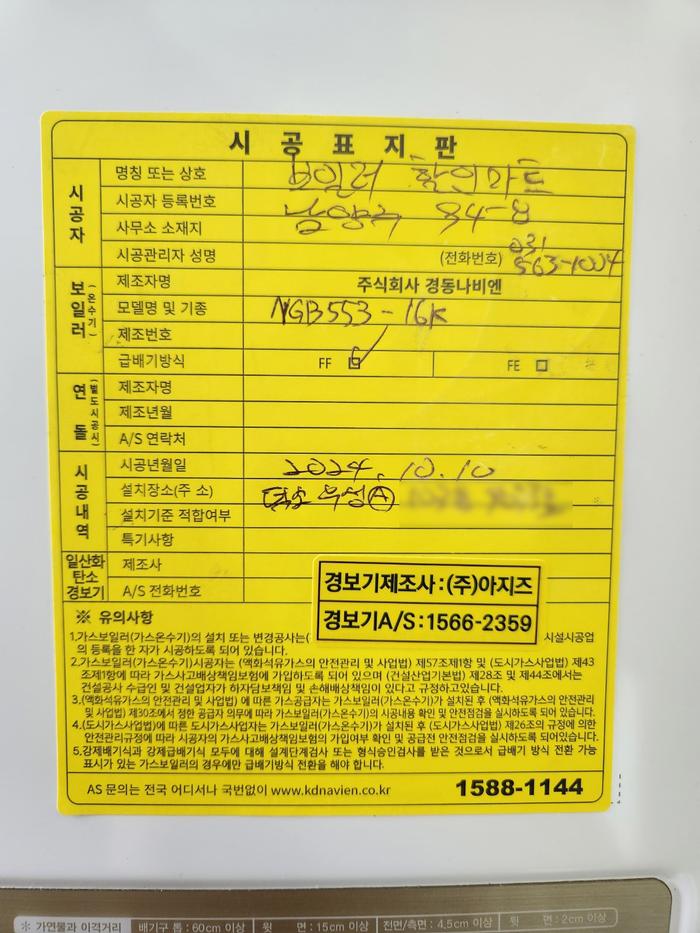 시 공 표 지 판
시공자
명칭 또는 상호 보일러 할인마트
시공자 등록번호 남양주 94-8
사무소 소재지
시공관리자 성명 (전화번호) 031 563-1004
보일러 (온수기)
제조자명 주식회사 경동나비엔
모델명 및 기종 NGB553-16K
제조번호
급배기방식 FF ☑ FE □
연돌 (별도시공시)
제조자명
제조년월
A/S 연락처
시공내역
시공년월일 2024. 10. 10
설치장소(주 소) 우성Ⓐ
설치기준 적합여부
특기사항
일산화탄소 경보기
제조사 경보기제조사:(주)아지즈
A/S 전화번호 경보기A/S:1566-2359
※ 유의사항
1.가스보일러(가스온수기)의 설치 또는 변경공사는( 시설시공업
의 등록을 한 자가 시공하도록 되어 있습니다.
2.가스보일러(가스온수기)시공자는 (액화석유가스의 안전관리 및 사업법) 제57조제1항 및 (도시가스사업법) 제43
조제1항에 따라 가스사고배상책임보험에 가입하도록 되어 있으며 (건설산업기본법) 제28조 및 제44조에서는
건설공사 수급인 및 건설업자가 하자담보책임 및 손해배상책임이 있다고 규정하고있습니다.
3.(액화석유가스의 안전관리 및 사업법) 에 따른 가스공급자는 가스보일러(가스온수기)가 설치된 후 (액화석유가스의 안전관리
및 사업법) 제30조에서 정한 공급자 의무에 따라 가스보일러(가스온수기)의 시공내용 확인 및 안전점검을 실시하도록 되어 있습니다.
4.(도시가스사업법)에 따른 도시가스사업자는 가스보일러(가스온수기)가 설치된 후 (도시가스사업법) 제26조의 규정에 의한
안전관리규정에 따라 시공자의 가스사고배상책임보험의 가입여부 확인 및 공급전 안전점검을 실시하도록 되어있습니다.
5.강제배기식과 강제급배기식 모두에 대해 설계단계검사 또는 형식승인검사를 받은 것으로서 급배기 방식 전환 가능
표시가 있는 가스보일러의 경우에만 급배기방식 전환을 해야 합니다.
AS 문의는 전국 어디서나 국번없이 www.kdnavien.co.kr 1588-1144
※ 가연물과 이격거리 배기구 톱 : 60cm 이상 윗 면 : 15cm 이상 전면/측면 : 4.5cm 이상 뒷 면 : 2cm 이상